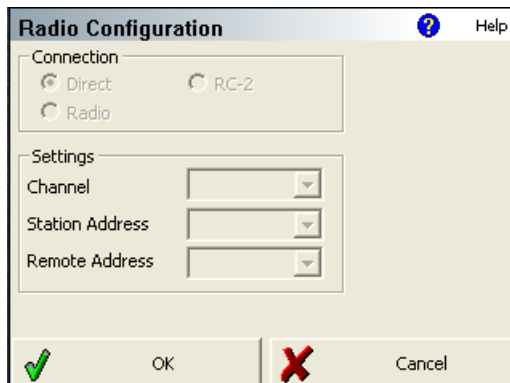 Radio Configuration
? Help
Connection
Direct RC-2
Radio
Settings
Channel
Station Address
Remote Address
OK Cancel